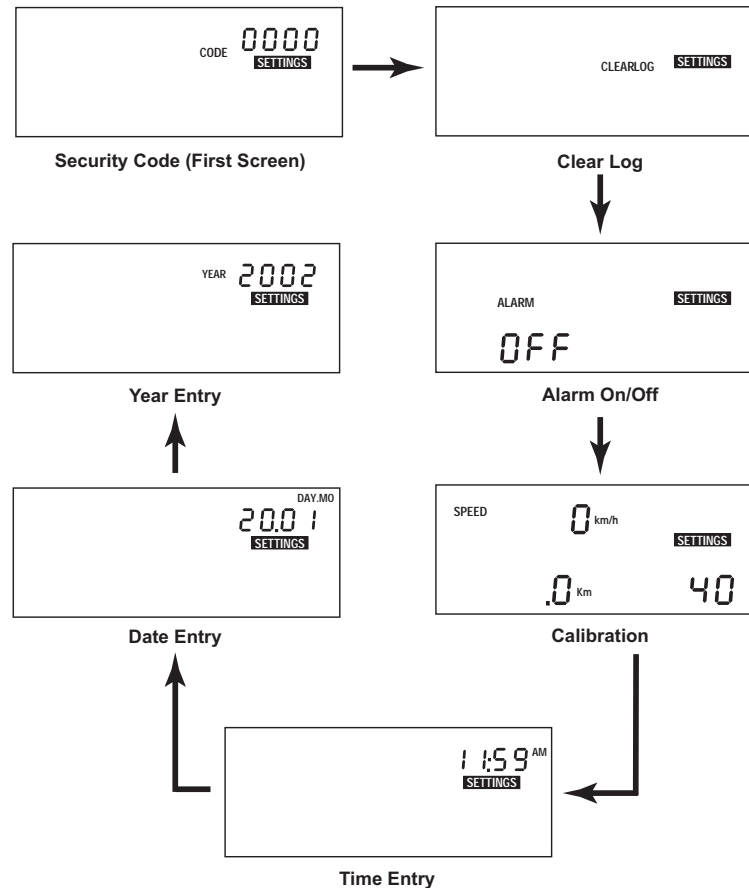 CODE 0000
SETTINGS
Security Code (First Screen)
CLEARLOG SETTINGS
Clear Log
ALARM SETTINGS
OFF
Alarm On/Off
SPEED 0 km/h
SETTINGS
.0 Km 40
Calibration
11:59 AM
SETTINGS
Time Entry
DAY.MO
20.01
SETTINGS
Date Entry
YEAR 2002
SETTINGS
Year Entry